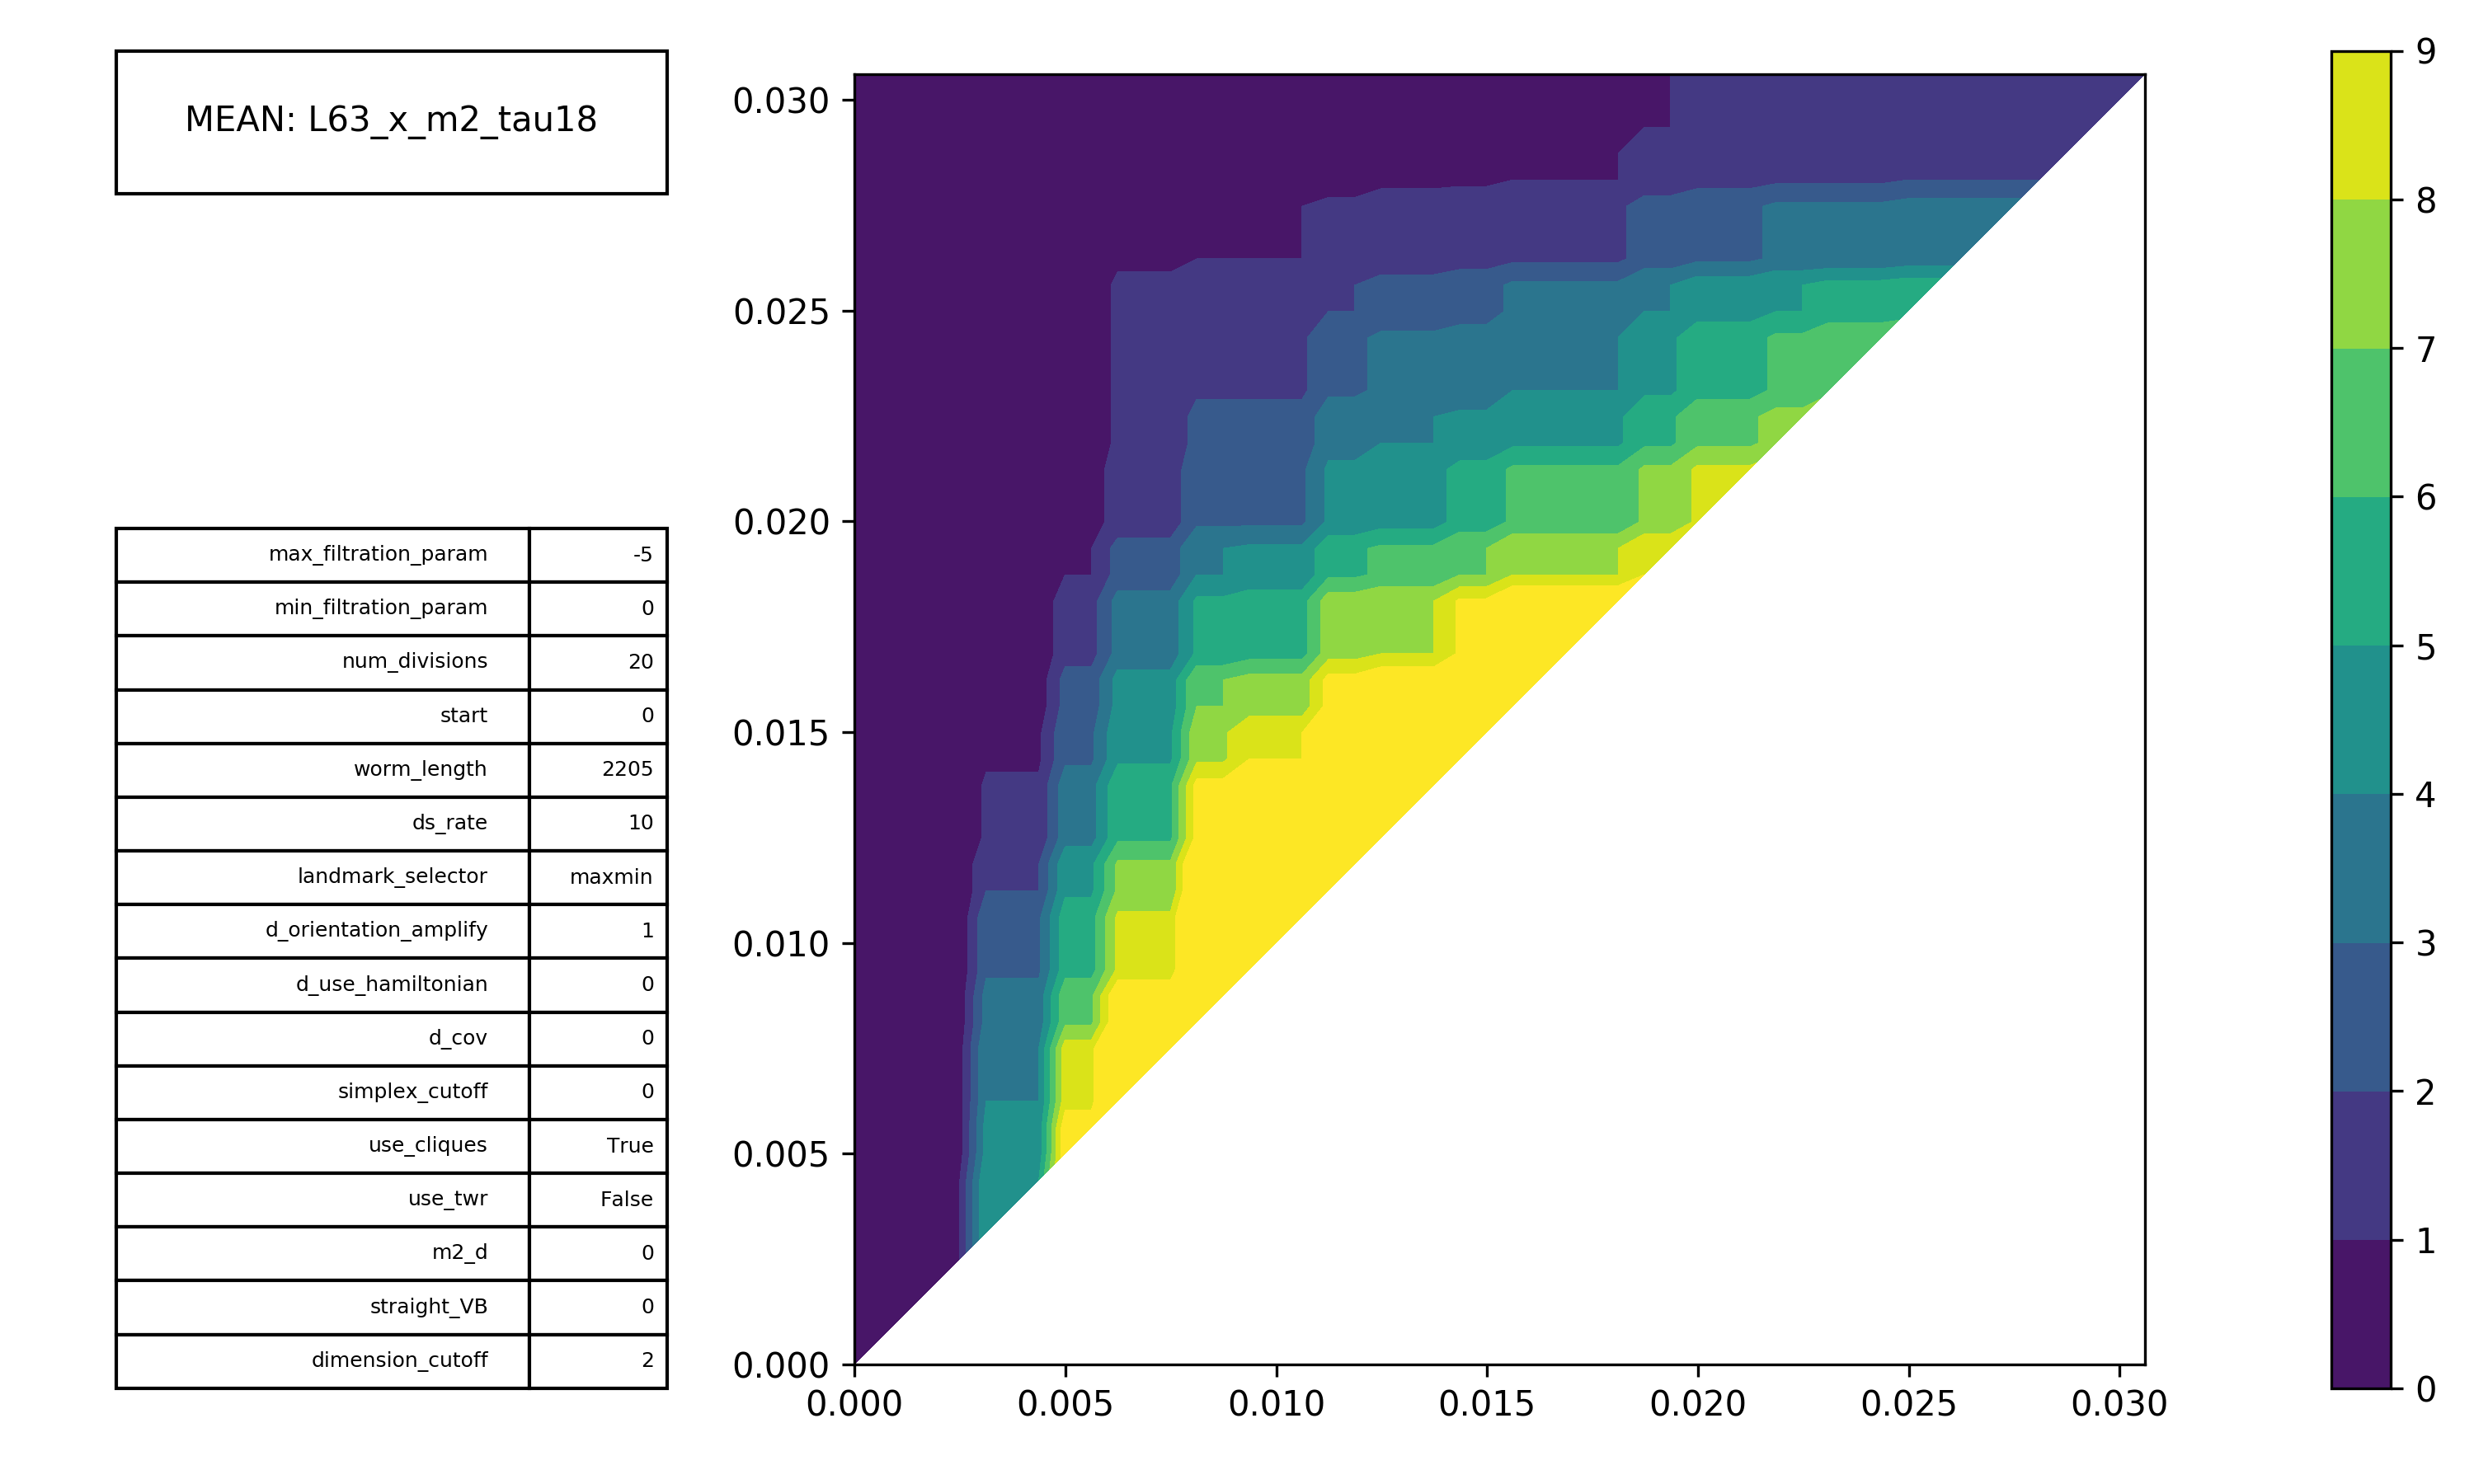 MEAN: L63_x_m2_tau18
max_filtration_param -5
min_filtration_param 0
num_divisions 20
start 0
worm_length 2205
ds_rate 10
landmark_selector maxmin
d_orientation_amplify 1
d_use_hamiltonian 0
d_cov 0
simplex_cutoff 0
use_cliques True
use_twr False
m2_d 0
straight_VB 0
dimension_cutoff 2
0.030
0.025
0.020
0.015
0.010
0.005
0.000
0.000 0.005 0.010 0.015 0.020 0.025 0.030
9
8
7
6
5
4
3
2
1
0